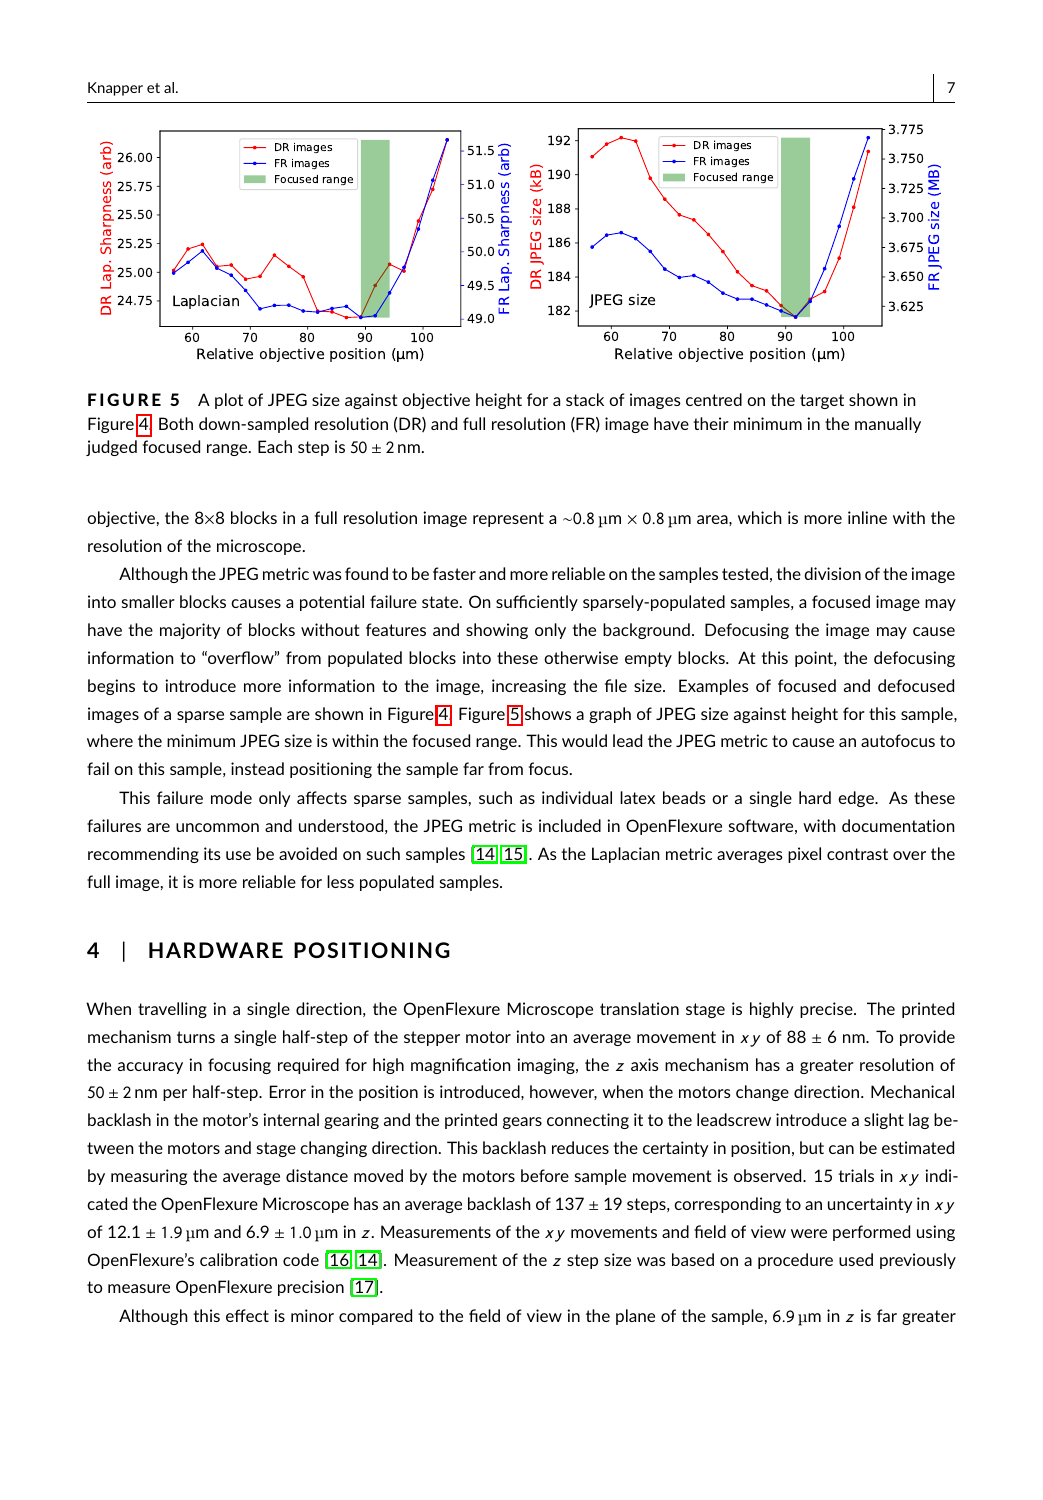 Knapper et al.
7
26.00
25.75
25.50
25.25
25.00
24.75
DR Lap. Sharpness (arb)
DR images
FR images
Focused range
Laplacian
51.5
51.0
50.5
50.0
49.5
49.0
FR Lap. Sharpness (arb)
60 70 80 90 100
Relative objective position (μm)
192
190
188
186
184
182
DR JPEG size (kB)
DR images
FR images
Focused range
JPEG size
3.775
3.750
3.725
3.700
3.675
3.650
3.625
FR JPEG size (MB)
60 70 80 90 100
Relative objective position (μm)
FIGURE 5 A plot of JPEG size against objective height for a stack of images centred on the target shown in
Figure 4. Both down-sampled resolution (DR) and full resolution (FR) image have their minimum in the manually
judged focused range. Each step is 50 ± 2 nm.
objective, the 8×8 blocks in a full resolution image represent a ~0.8 μm × 0.8 μm area, which is more inline with the
resolution of the microscope.
Although the JPEG metric was found to be faster and more reliable on the samples tested, the division of the image
into smaller blocks causes a potential failure state. On sufficiently sparsely-populated samples, a focused image may
have the majority of blocks without features and showing only the background. Defocusing the image may cause
information to “overflow” from populated blocks into these otherwise empty blocks. At this point, the defocusing
begins to introduce more information to the image, increasing the file size. Examples of focused and defocused
images of a sparse sample are shown in Figure 4. Figure 5 shows a graph of JPEG size against height for this sample,
where the minimum JPEG size is within the focused range. This would lead the JPEG metric to cause an autofocus to
fail on this sample, instead positioning the sample far from focus.
This failure mode only affects sparse samples, such as individual latex beads or a single hard edge. As these
failures are uncommon and understood, the JPEG metric is included in OpenFlexure software, with documentation
recommending its use be avoided on such samples [14 15]. As the Laplacian metric averages pixel contrast over the
full image, it is more reliable for less populated samples.
4 | HARDWARE POSITIONING
When travelling in a single direction, the OpenFlexure Microscope translation stage is highly precise. The printed
mechanism turns a single half-step of the stepper motor into an average movement in xy of 88 ± 6 nm. To provide
the accuracy in focusing required for high magnification imaging, the z axis mechanism has a greater resolution of
50 ± 2 nm per half-step. Error in the position is introduced, however, when the motors change direction. Mechanical
backlash in the motor’s internal gearing and the printed gears connecting it to the leadscrew introduce a slight lag be-
tween the motors and stage changing direction. This backlash reduces the certainty in position, but can be estimated
by measuring the average distance moved by the motors before sample movement is observed. 15 trials in xy indi-
cated the OpenFlexure Microscope has an average backlash of 137 ± 19 steps, corresponding to an uncertainty in xy
of 12.1 ± 1.9 μm and 6.9 ± 1.0 μm in z. Measurements of the xy movements and field of view were performed using
OpenFlexure’s calibration code [16 14]. Measurement of the z step size was based on a procedure used previously
to measure OpenFlexure precision [17].
Although this effect is minor compared to the field of view in the plane of the sample, 6.9 μm in z is far greater